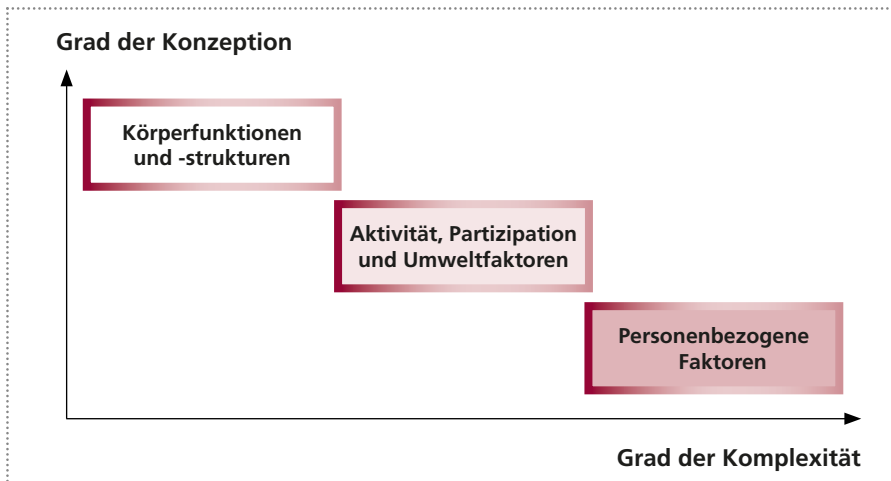 Grad der Konzeption
Körperfunktionen
und -strukturen
Aktivität, Partizipation
und Umweltfaktoren
Personenbezogene
Faktoren
Grad der Komplexität